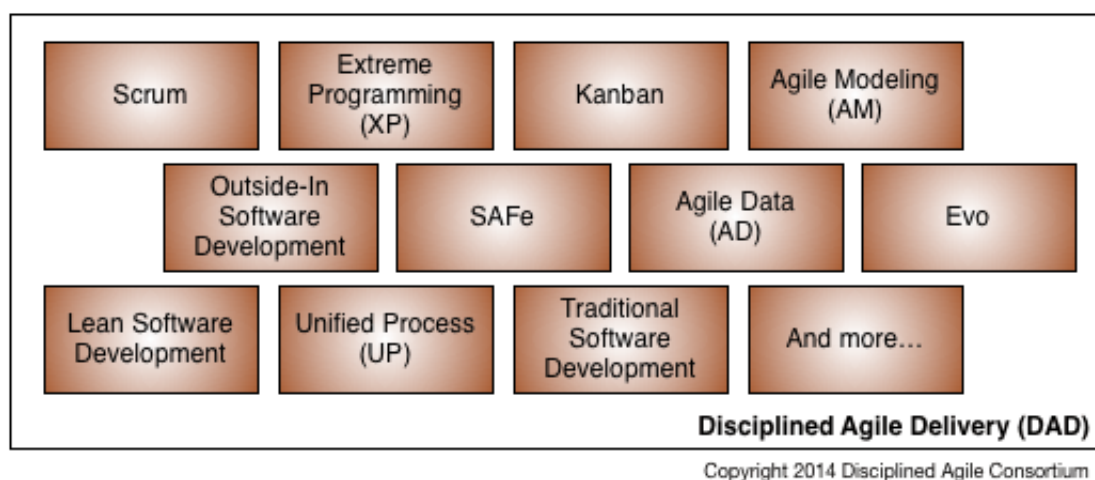 Scrum
Extreme
Programming
(XP)
Kanban
Agile Modeling
(AM)
Outside-In
Software
Development
SAFe
Agile Data
(AD)
Evo
Lean Software
Development
Unified Process
(UP)
Traditional
Software
Development
And more…
Disciplined Agile Delivery (DAD)
Copyright 2014 Disciplined Agile Consortium